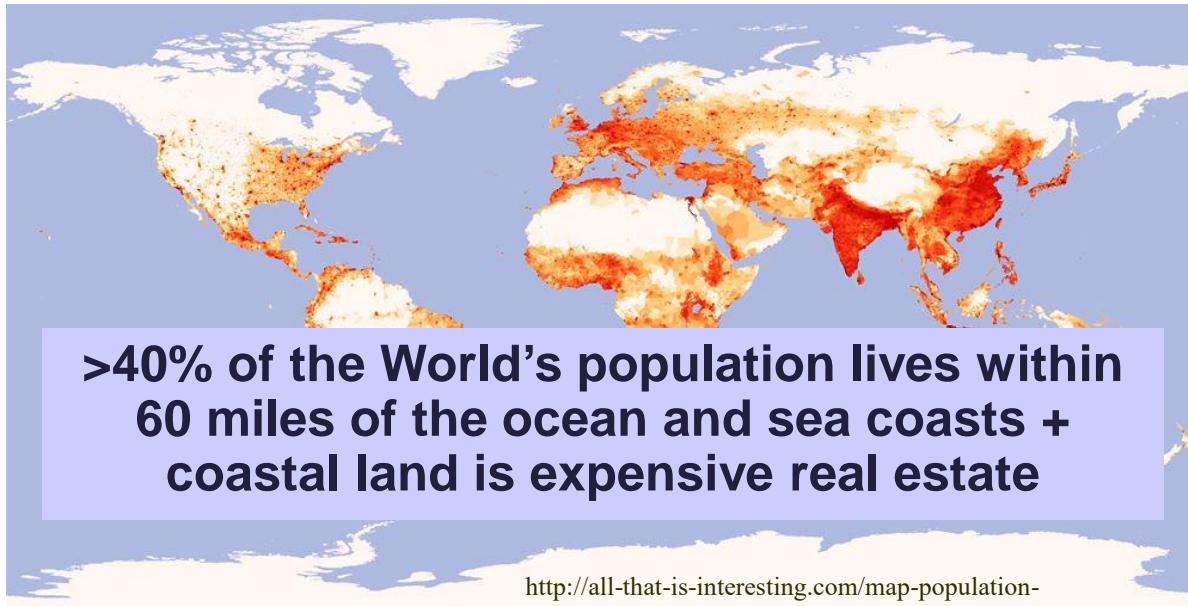 >40% of the World’s population lives within
60 miles of the ocean and sea coasts +
coastal land is expensive real estate
http://all-that-is-interesting.com/map-population-